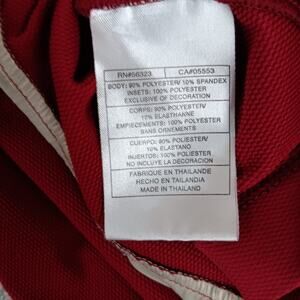 RN#56323 CA#05553
BODY: 90% POLYESTER/ 10% SPANDEX
INSETS: 100% POLYESTER
EXCLUSIVE OF DECORATION
CORPS: 90% POLYESTER/
10% ELASTHANNE
EMPIECEMENTS: 100% POLYESTER
SANS ORNEMENTS
CUERPO: 90% POLIESTER/
10% ELASTANO
INJERTOS: 100% POLIESTER
NO INCLUYE LA DECORACION
FABRIQUE EN THAILANDE
HECHO EN TAILANDIA
MADE IN THAILAND